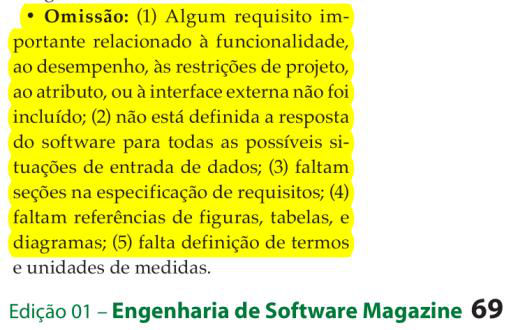 • Omissão: (1) Algum requisito im-
portante relacionado à funcionalidade,
ao desempenho, às restrições de projeto,
ao atributo, ou à interface externa não foi
incluído; (2) não está definida a resposta
do software para todas as possíveis si-
tuações de entrada de dados; (3) faltam
seções na especificação de requisitos; (4)
faltam referências de figuras, tabelas, e
diagramas; (5) falta definição de termos
e unidades de medidas.
Edição 01 – Engenharia de Software Magazine 69